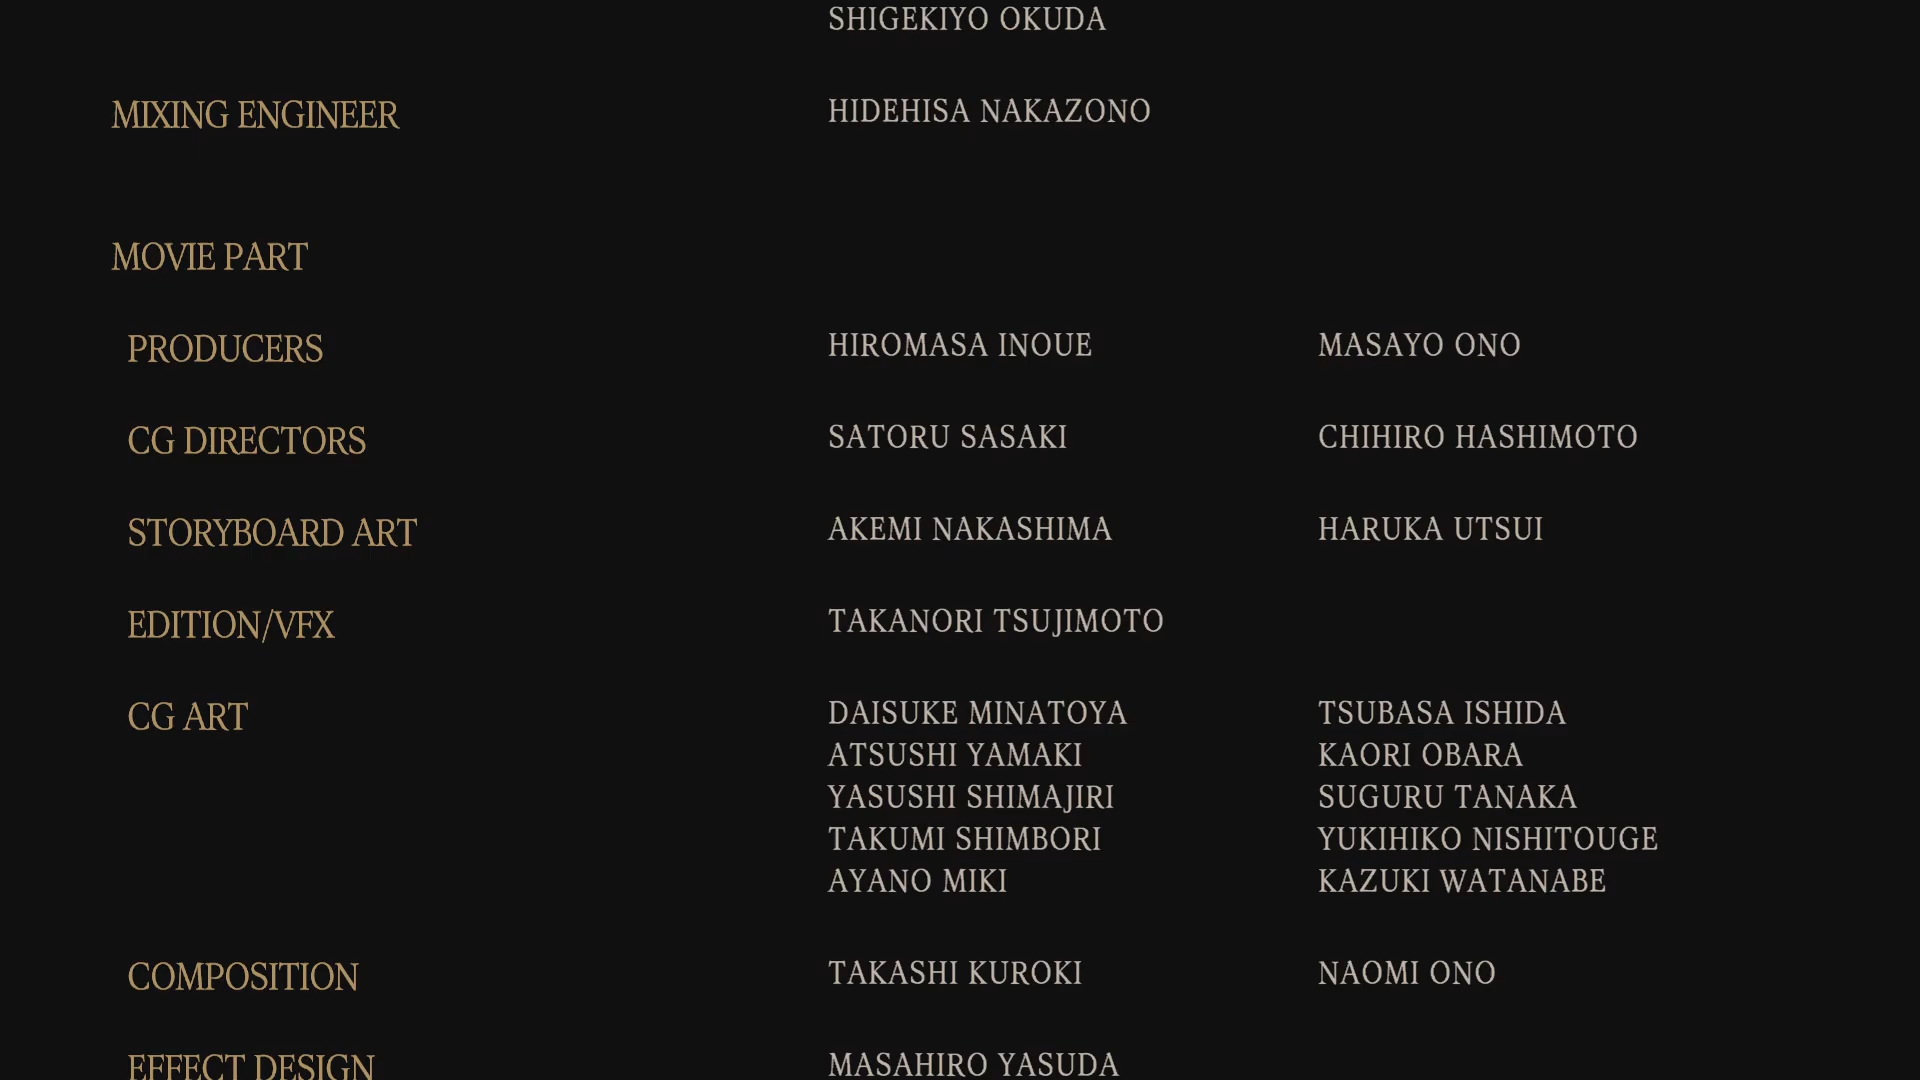 SHIGEKIYO OKUDA
MIXING ENGINEER HIDEHISA NAKAZONO
MOVIE PART
PRODUCERS HIROMASA INOUE MASAYO ONO
CG DIRECTORS SATORU SASAKI CHIHIRO HASHIMOTO
STORYBOARD ART AKEMI NAKASHIMA HARUKA UTSUI
EDITION/VFX TAKANORI TSUJIMOTO
CG ART DAISUKE MINATOYA TSUBASA ISHIDA
ATSUSHI YAMAKI KAORI OBARA
YASUSHI SHIMAJIRI SUGURU TANAKA
TAKUMI SHIMBORI YUKIHIKO NISHITOUGE
AYANO MIKI KAZUKI WATANABE
COMPOSITION TAKASHI KUROKI NAOMI ONO
EFFECT DESIGN MASAHIRO YASUDA